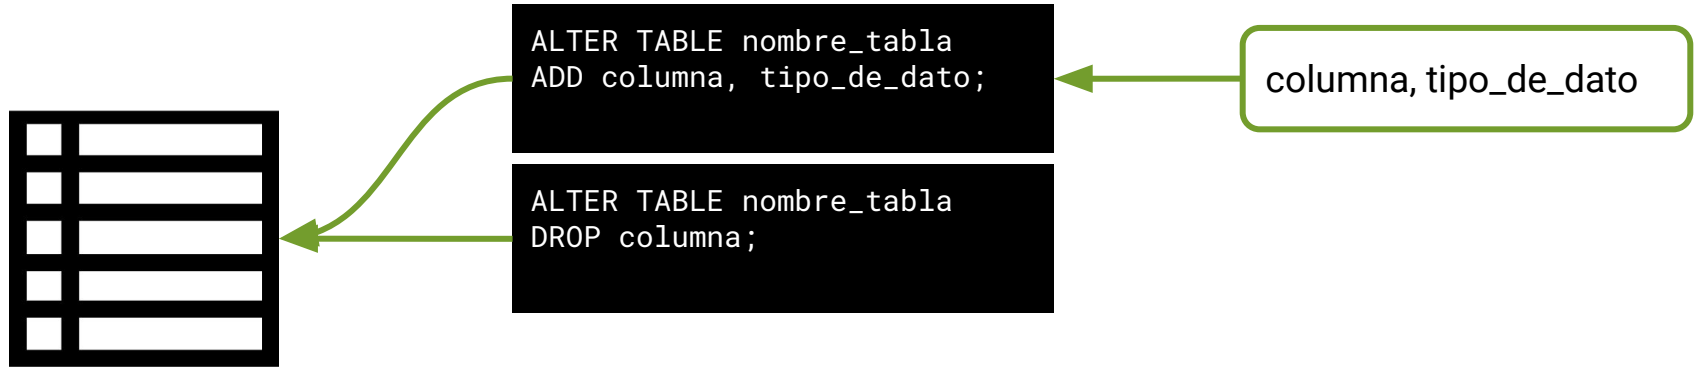 ALTER TABLE nombre_tabla
ADD columna, tipo_de_dato;
columna, tipo_de_dato
ALTER TABLE nombre_tabla
DROP columna;